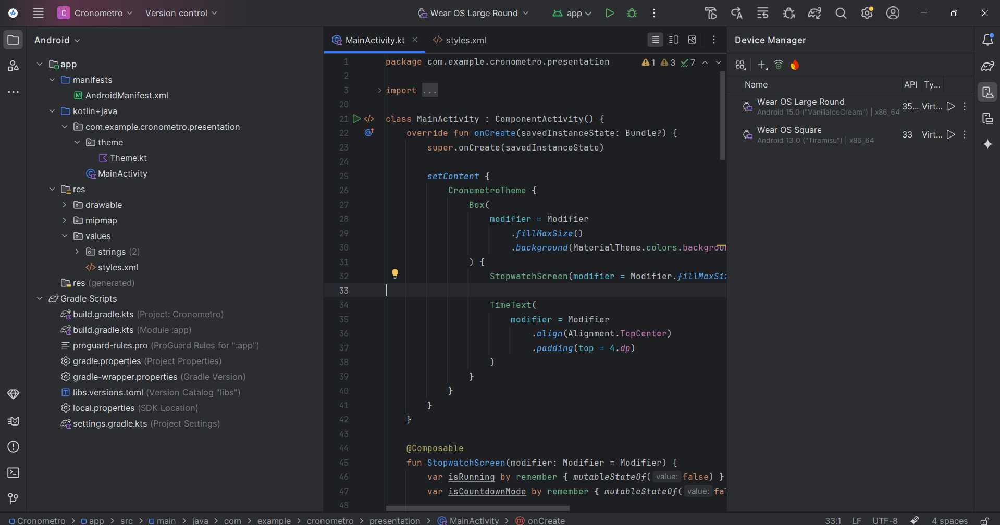 C Cronometro Version control Wear OS Large Round app
Android
app
manifests
AndroidManifest.xml
kotlin+java
com.example.cronometro.presentation
theme
Theme.kt
MainActivity
res
drawable
mipmap
values
strings (2)
styles.xml
res (generated)
Gradle Scripts
build.gradle.kts (Project: Cronometro)
build.gradle.kts (Module :app)
proguard-rules.pro (ProGuard Rules for ":app")
gradle.properties (Project Properties)
gradle-wrapper.properties (Gradle Version)
libs.versions.toml (Version Catalog "libs")
local.properties (SDK Location)
settings.gradle.kts (Project Settings)
MainActivity.kt styles.xml
1 3 7
1 package com.example.cronometro.presentation
2
3 import ...
20
21 class MainActivity : ComponentActivity() {
22 override fun onCreate(savedInstanceState: Bundle?) {
23 super.onCreate(savedInstanceState)
24
25 setContent {
26 CronometroTheme {
27 Box(
28 modifier = Modifier
29 .fillMaxSize()
30 .background(MaterialTheme.colors.backgroun
31 ) {
32 StopwatchScreen(modifier = Modifier.fillMaxSiz
33
34 TimeText(
35 modifier = Modifier
36 .align(Alignment.TopCenter)
37 .padding(top = 4.dp)
38 )
39 }
40 }
41 }
42 }
43
44 @Composable
45 fun StopwatchScreen(modifier: Modifier = Modifier) {
46 var isRunning by remember { mutableStateOf( value: false) }
47 var isCountdownMode by remember { mutableStateOf( value: fal
48
Device Manager
Name API Ty...
Wear OS Large Round 35... Virt...
Android 15.0 ("VanillaIceCream") | x86_64
Wear OS Square 33 Virt...
Android 13.0 ("Tiramisu") | x86_64
Cronometro > app > src > main > java > com > example > cronometro > presentation > MainActivity > onCreate 33:1 LF UTF-8 4 spaces